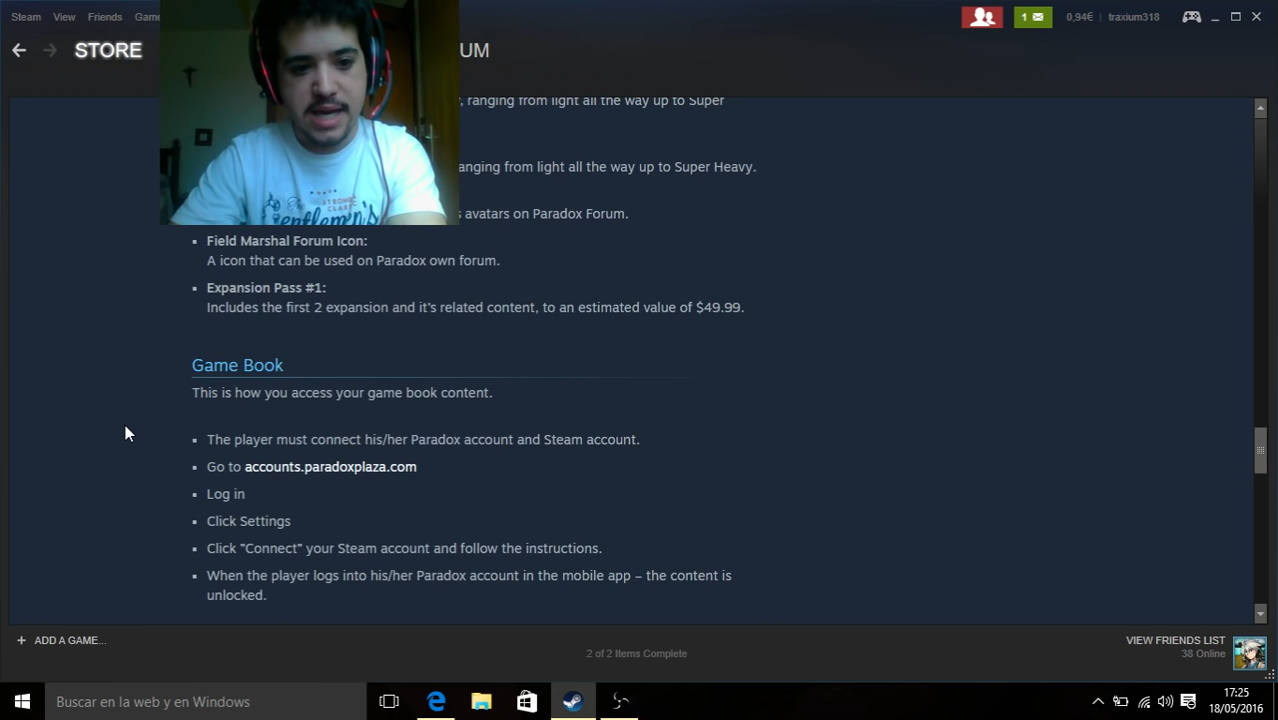 Steam View Friends Game
1 0,94€ traxium318
STORE UM
, ranging from light all the way up to Super
anging from light all the way up to Super Heavy.
s avatars on Paradox Forum.
Field Marshal Forum Icon:
A icon that can be used on Paradox own forum.
Expansion Pass #1:
Includes the first 2 expansion and it's related content, to an estimated value of $49.99.
Game Book
This is how you access your game book content.
The player must connect his/her Paradox account and Steam account.
Go to accounts.paradoxplaza.com
Log in
Click Settings
Click "Connect" your Steam account and follow the instructions.
When the player logs into his/her Paradox account in the mobile app – the content is
unlocked.
STRONG
CLAS
Gentlemen's
+ ADD A GAME...
2 of 2 Items Complete
VIEW FRIENDS LIST
38 Online
Buscar en la web y en Windows
17:25
18/05/2016